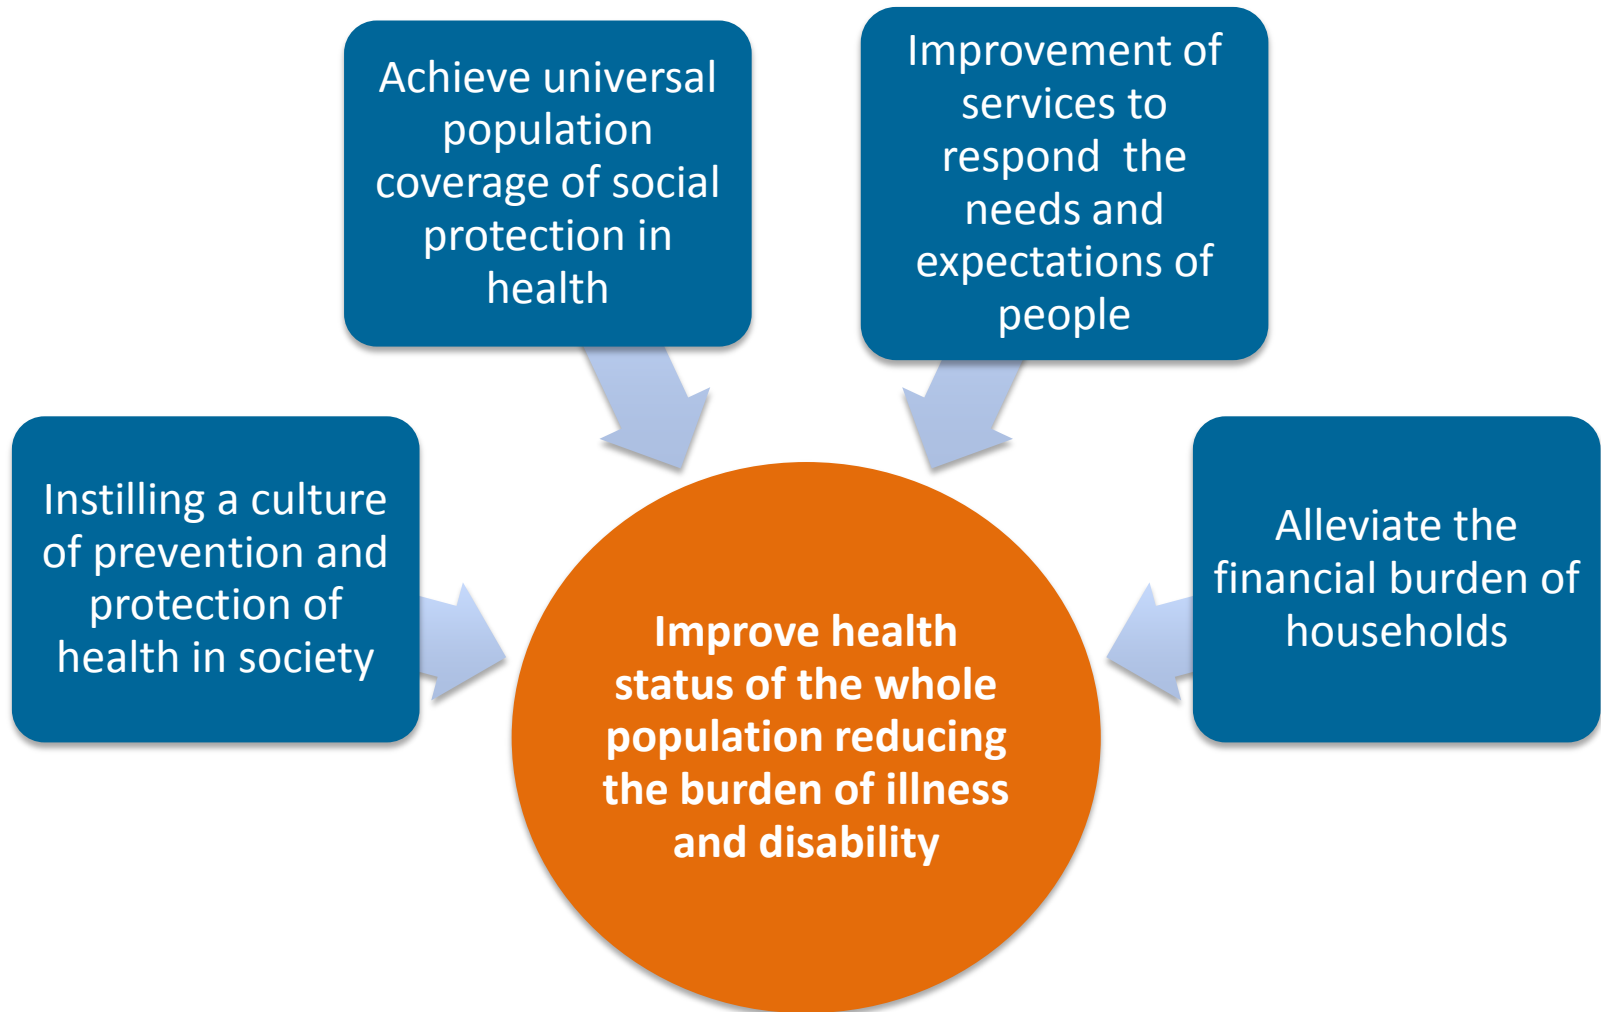 Achieve universal
population
coverage of social
protection in
health
Improvement of
services to
respond  the
needs and
expectations of
people
Instilling a culture
of prevention and
protection of
health in society
Alleviate the
financial burden of
households
Improve health
status of the whole
population reducing
the burden of illness
and disability